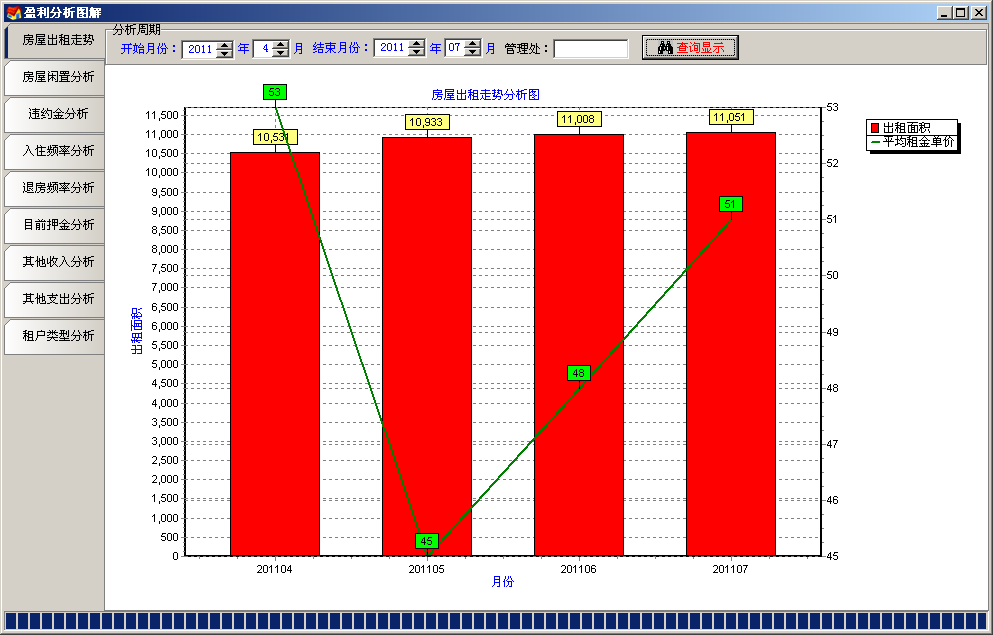 盈利分析图解
房屋出租走势
房屋闲置分析
违约金分析
入住频率分析
退房频率分析
目前押金分析
其他收入分析
其他支出分析
租户类型分析
分析周期
开始月份： 2011 年 4 月 结束月份： 2011 年 07 月 管理处： 查询显示
房屋出租走势分析图
出租面积
11,500
11,000
10,500
10,000
9,500
9,000
8,500
8,000
7,500
7,000
6,500
6,000
5,500
5,000
4,500
4,000
3,500
3,000
2,500
2,000
1,500
1,000
500
0
53
10,531
10,933
11,008
11,051
45
48
51
53
52
51
50
49
48
47
46
45
201104 201105 201106 201107
月份
出租面积
平均租金单价